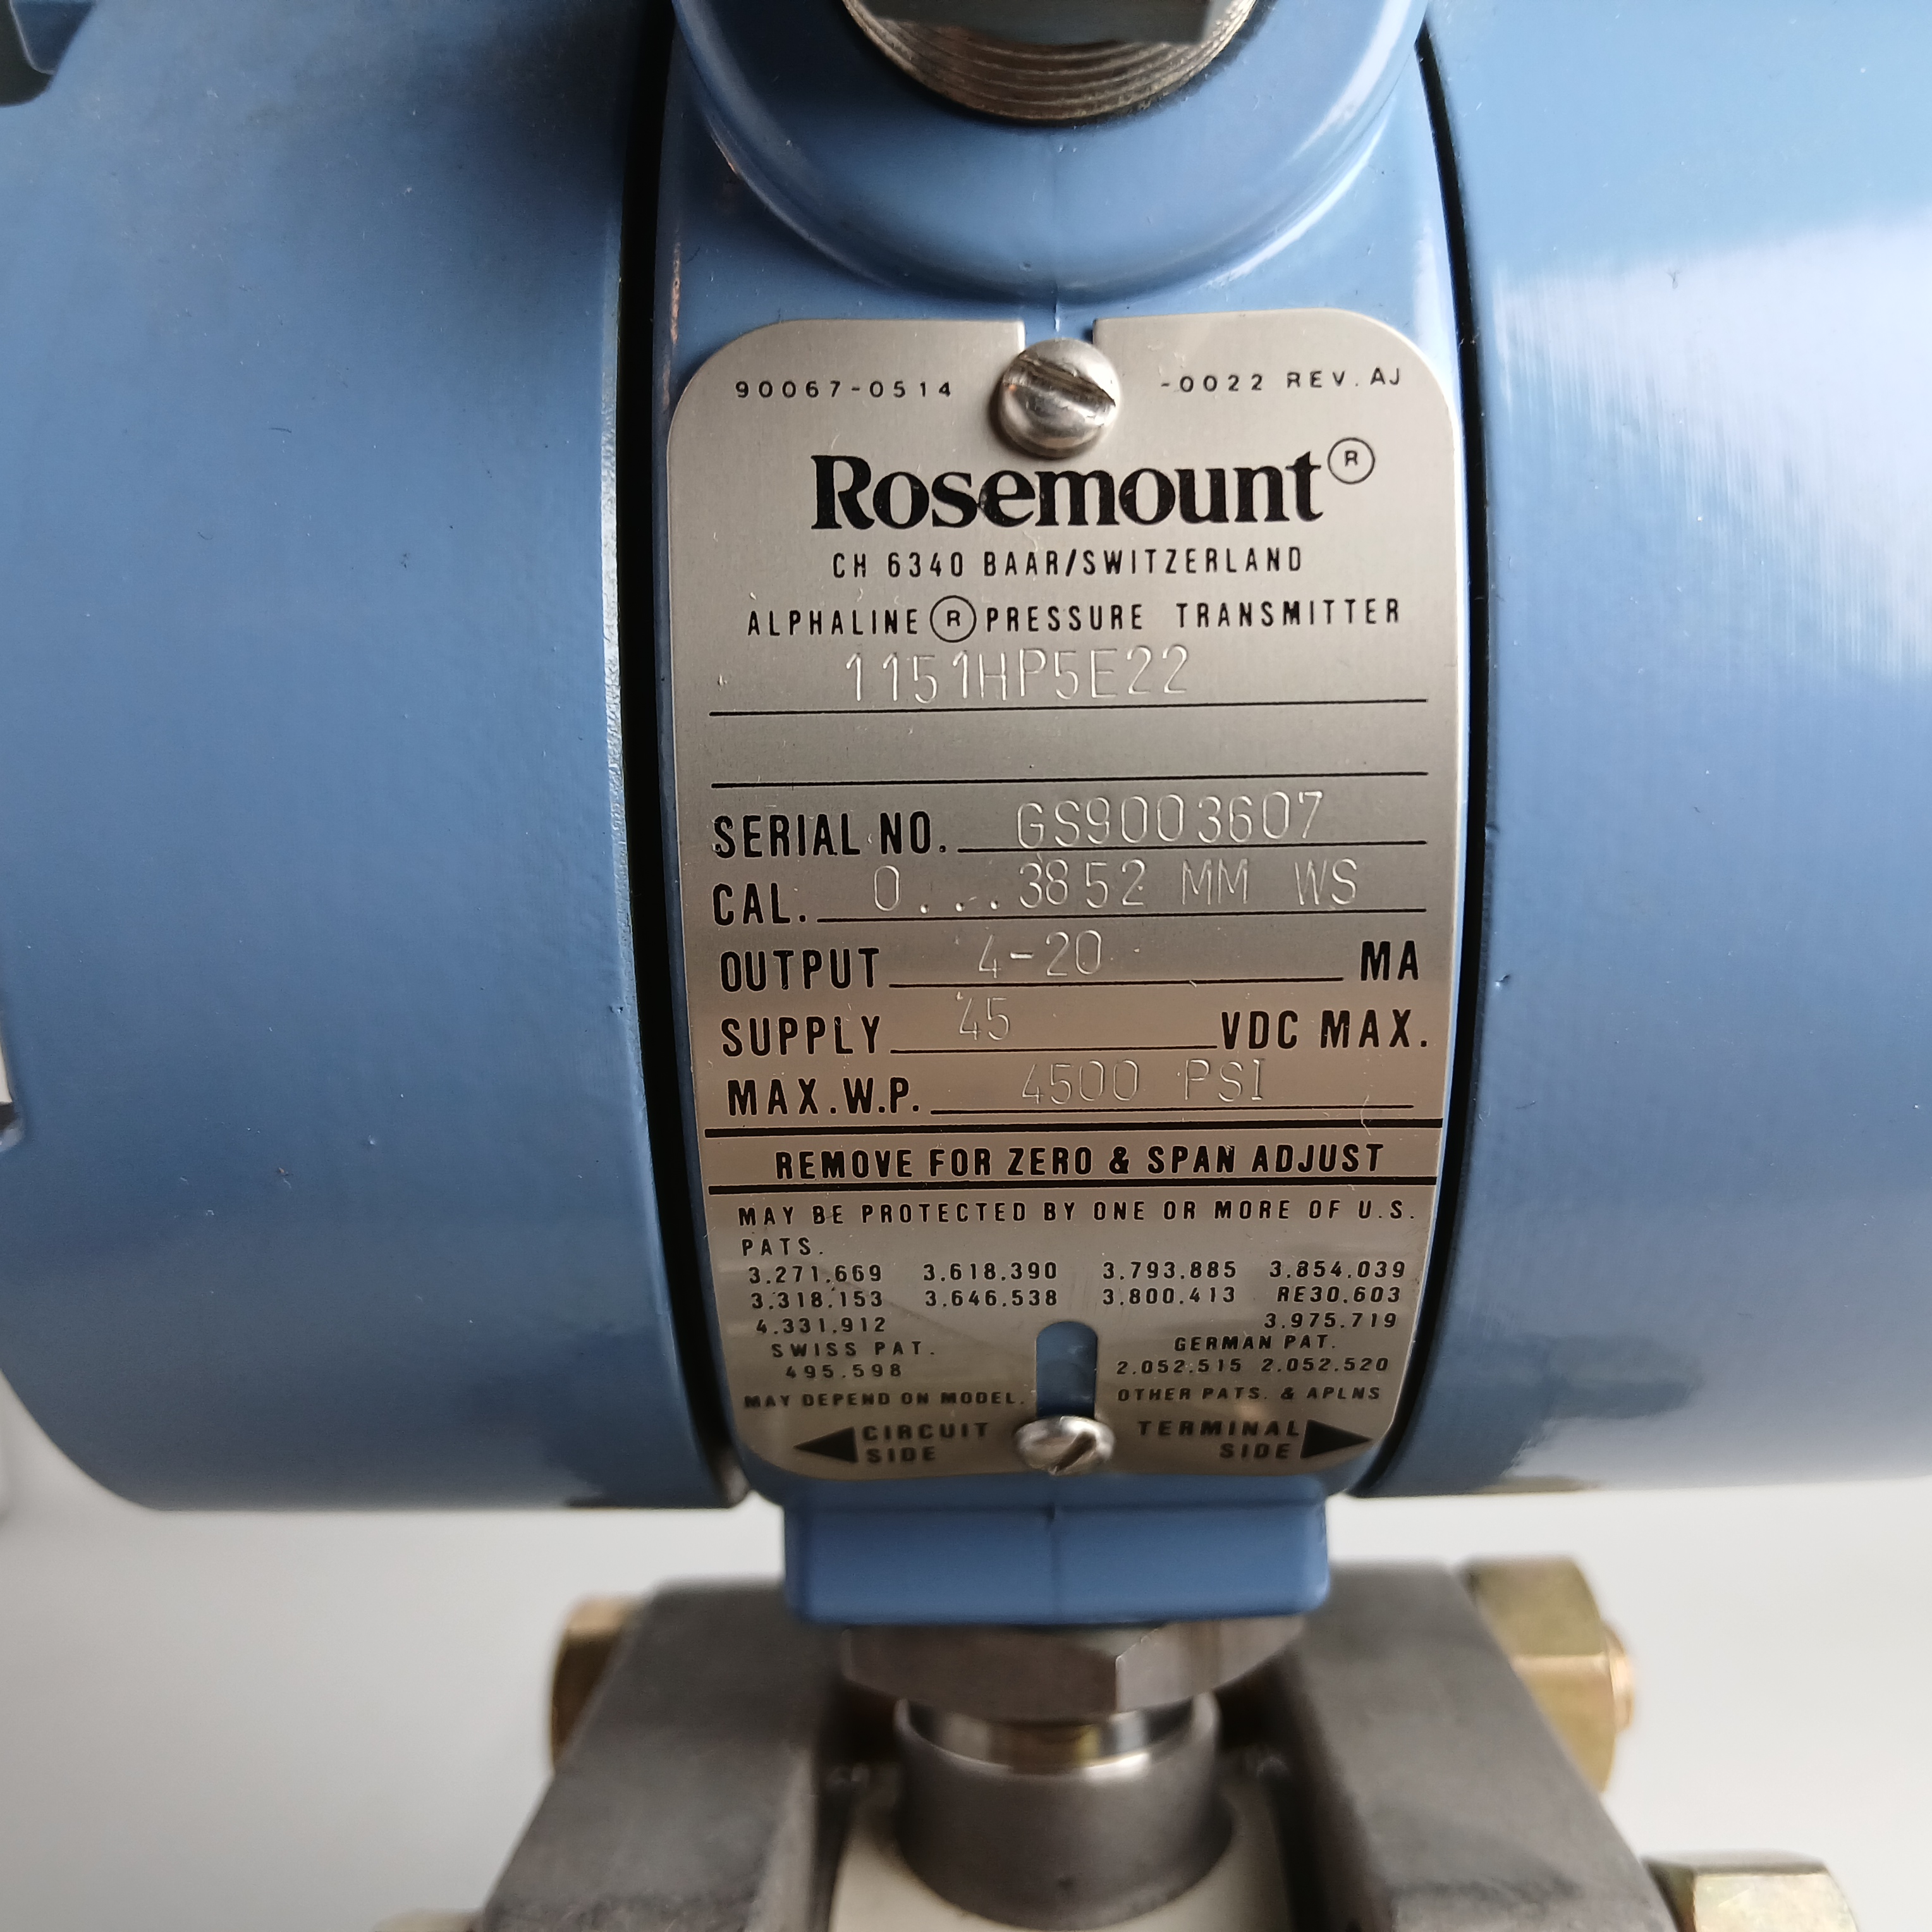 90067-0514 -0022 REV.AJ
Rosemount®
CH 6340 BAAR/SWITZERLAND
ALPHALINE ® PRESSURE TRANSMITTER
1151HP5E22
SERIAL NO. GS9003607
CAL. 0...3852 MM WS
OUTPUT 4-20 MA
SUPPLY 45 VDC MAX.
MAX.W.P. 4500 PSI
REMOVE FOR ZERO & SPAN ADJUST
MAY BE PROTECTED BY ONE OR MORE OF U.S.
PATS.
3.271.669 3.618.390 3.793.885 3.854.039
3.318.153 3.646.538 3.800.413 RE30.603
4.331.912 3.975.719
SWISS PAT. GERMAN PAT.
495.598 2.052.515 2.052.520
MAY DEPEND ON MODEL. OTHER PATS. & APLNS
CIRCUIT TERMINAL
SIDE SIDE